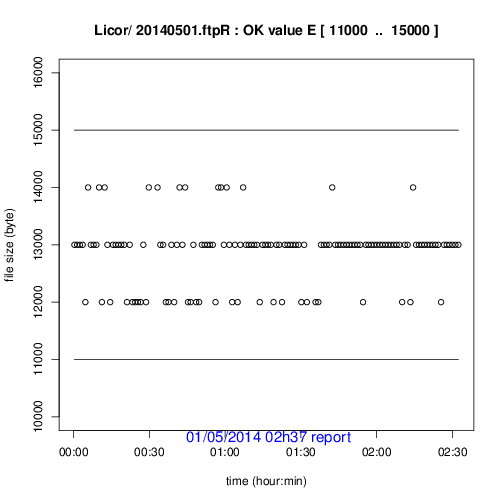 Licor/ 20140501.ftpR : OK value E [ 11000 .. 15000 ]
file size (byte)
16000
15000
14000
13000
12000
11000
10000
01/05/2014 02h37 report
00:00 00:30 01:00 01:30 02:00 02:30
time (hour:min)